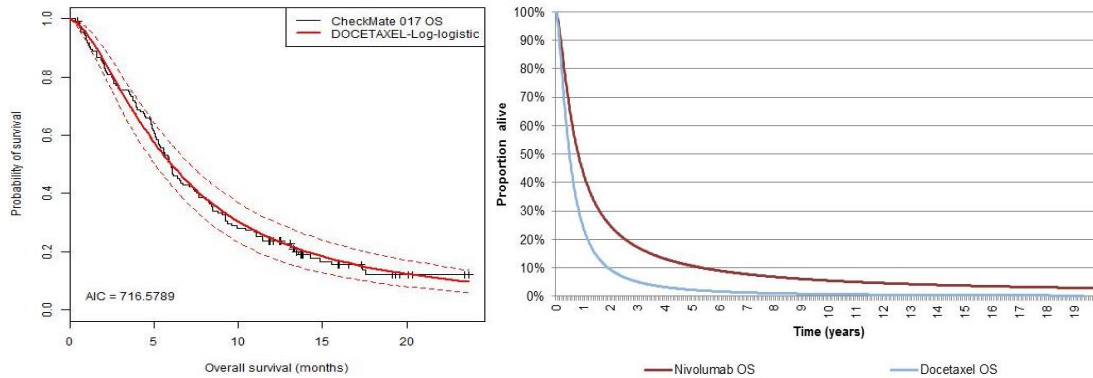 CheckMate 017 OS
DOCETAXEL-Log-logistic
Probability of survival
1.0
0.8
0.6
0.4
0.2
0.0
AIC = 716.5789
0 5 10 15 20
Overall survival (months)
Proportion alive
100%
90%
80%
70%
60%
50%
40%
30%
20%
10%
0%
0 1 2 3 4 5 6 7 8 9 10 11 12 13 14 15 16 17 18 19
Time (years)
Nivolumab OS Docetaxel OS